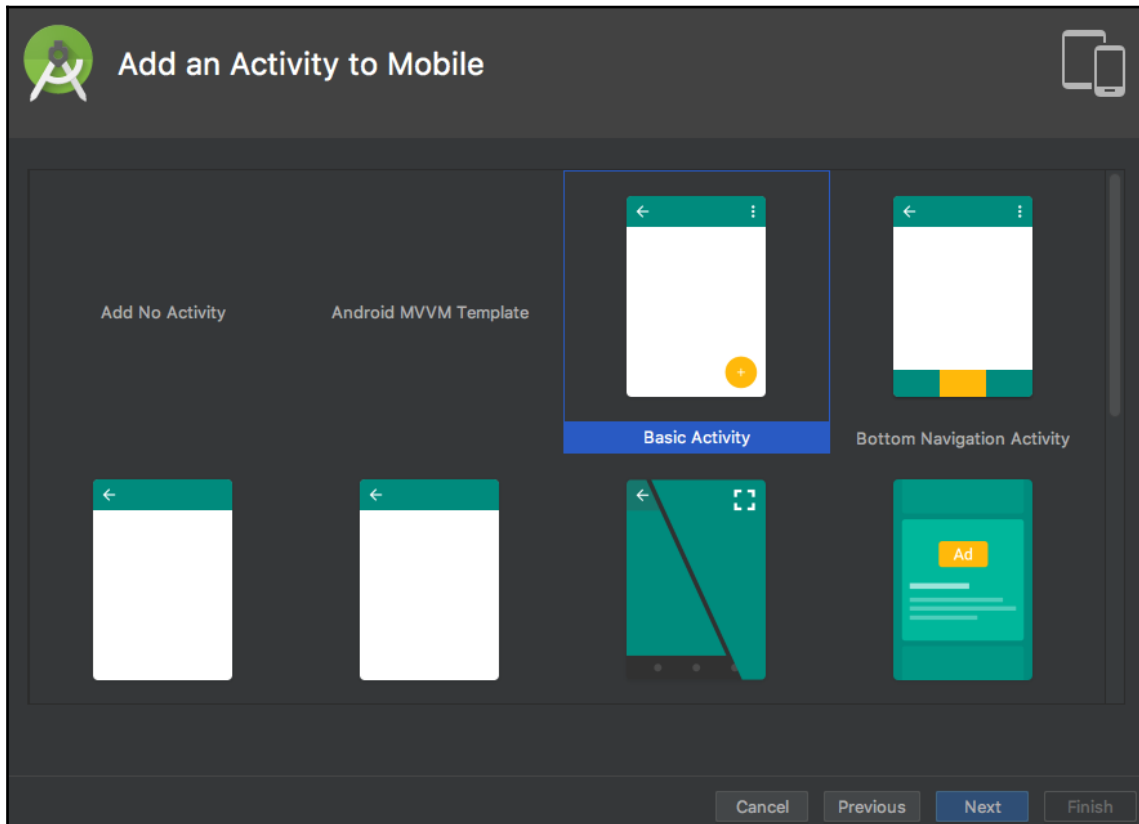 Add an Activity to Mobile
Add No Activity
Android MVVM Template
Basic Activity
Bottom Navigation Activity
Ad
Cancel
Previous
Next
Finish